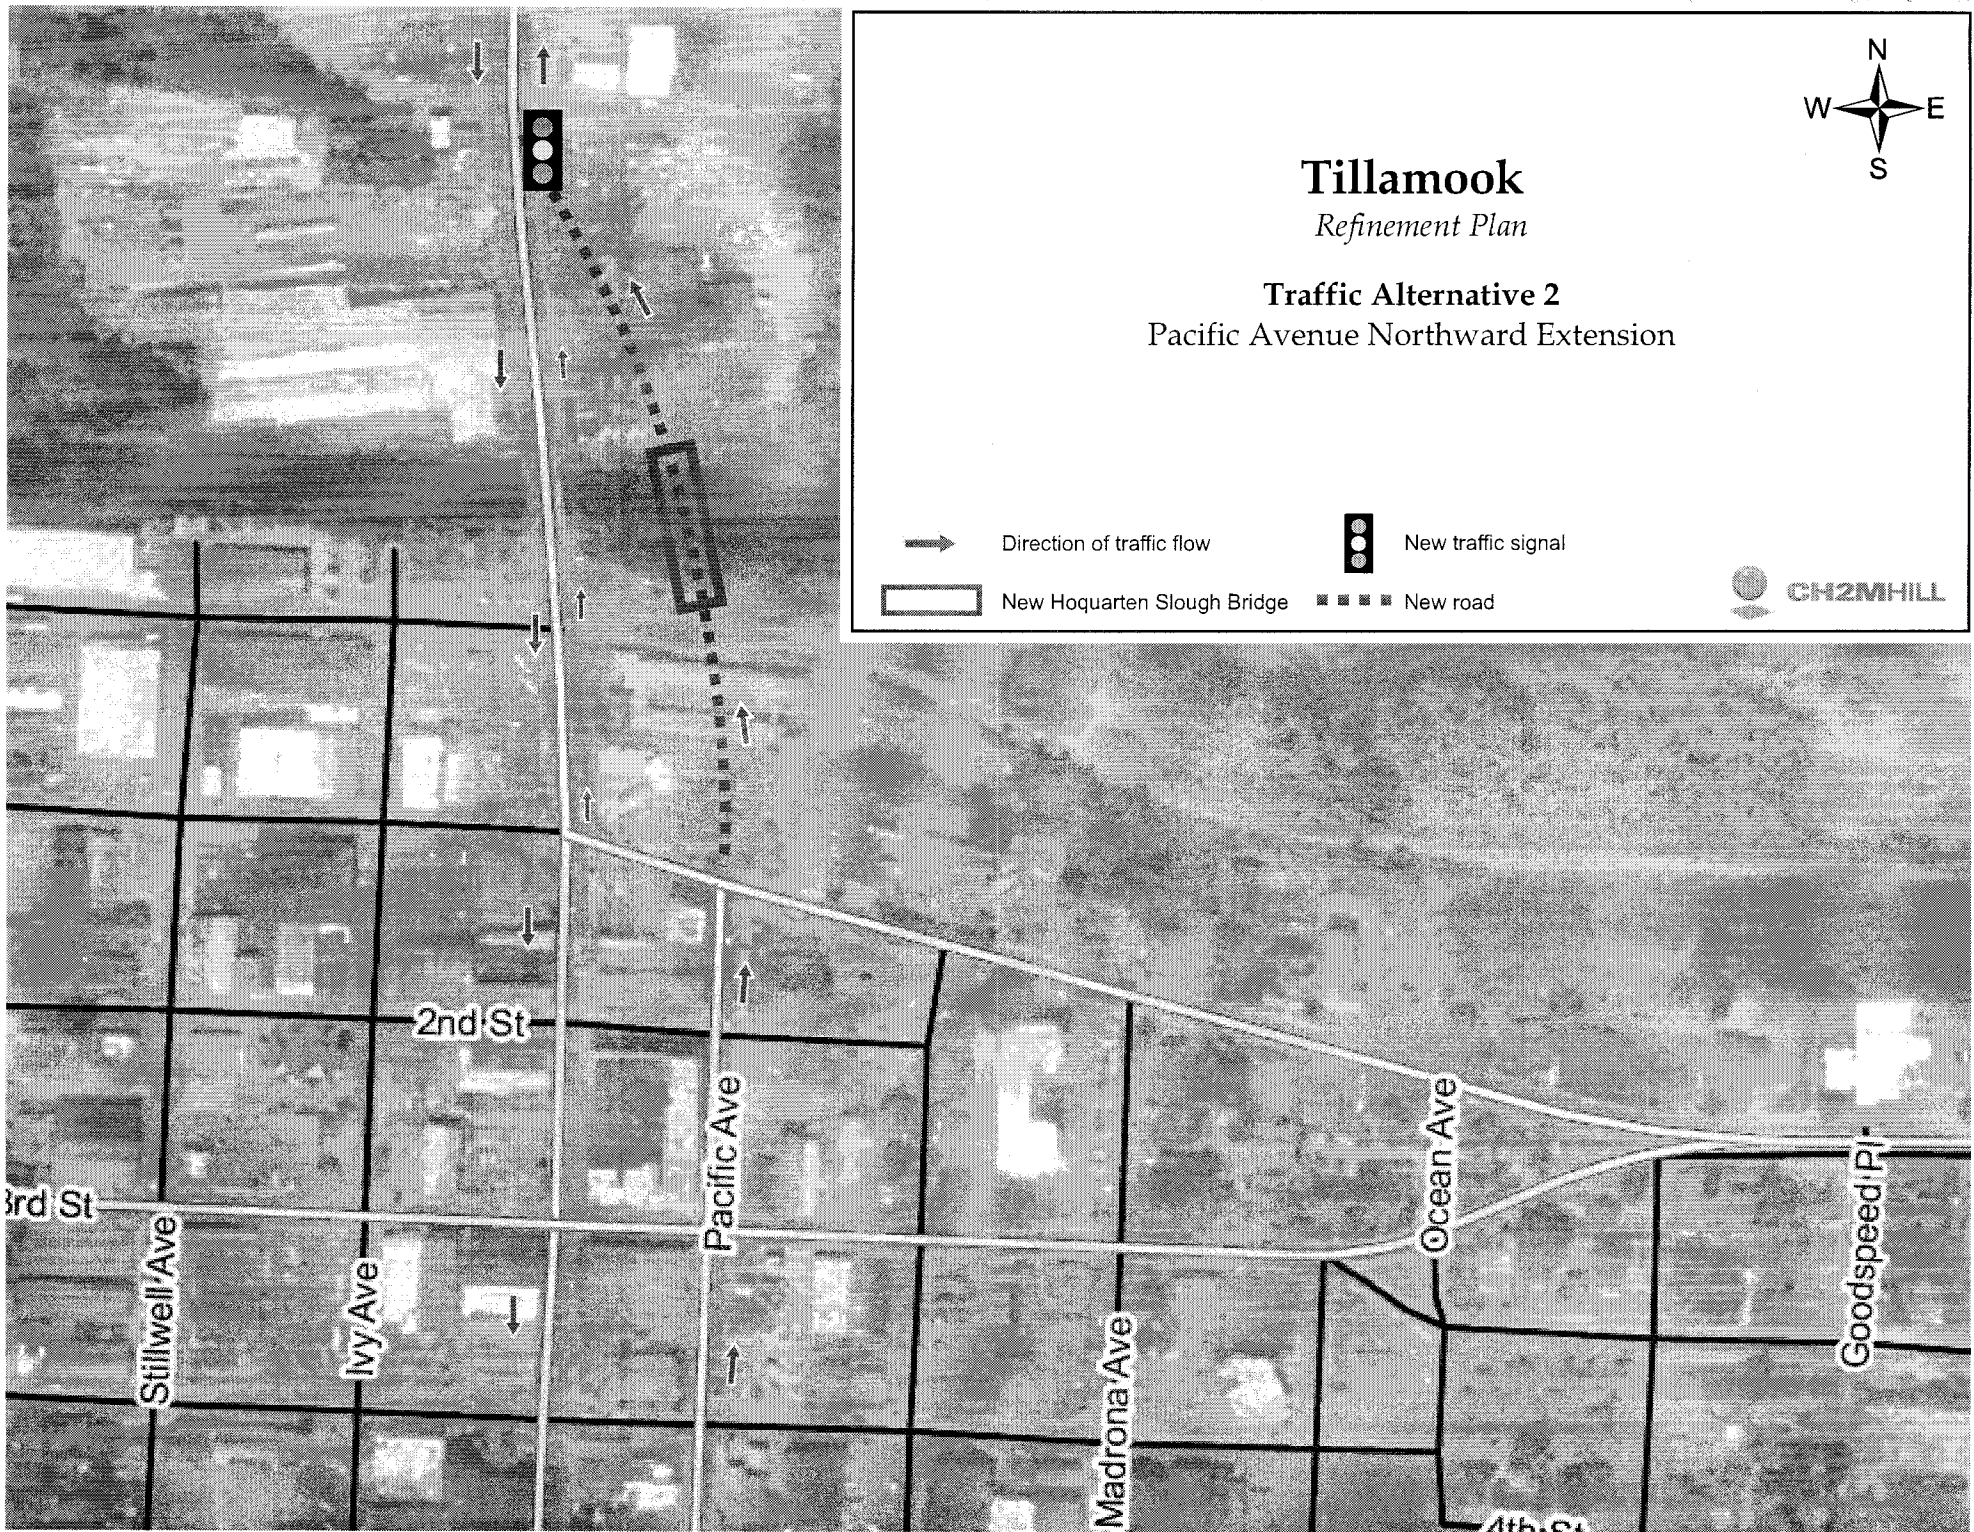 N
W E
S
Tillamook
Refinement Plan
Traffic Alternative 2
Pacific Avenue Northward Extension
Direction of traffic flow
New traffic signal
New Hoquarten Slough Bridge
New road
CH2MHILL
2nd St
Pacific Ave
Ocean Ave
3rd St
Stillwell Ave
Ivy Ave
Madrona Ave
Goodspeed Pl
4th St